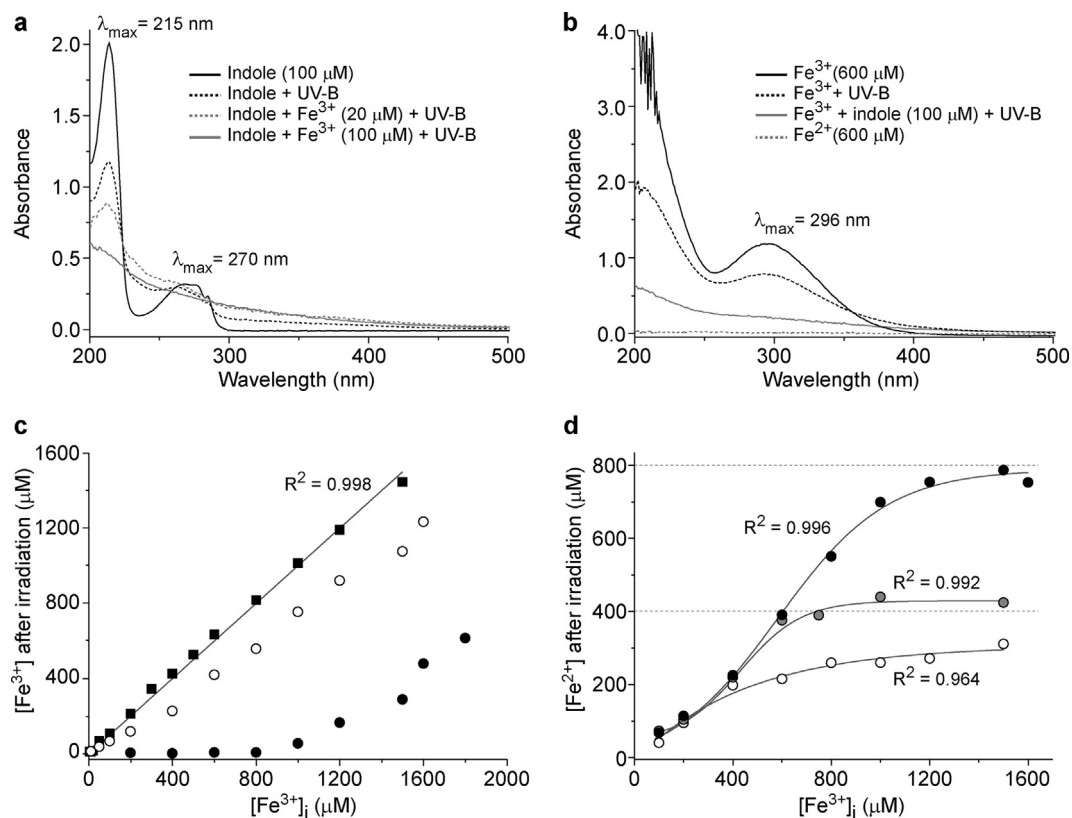 a
λmax= 215 nm
2.0
1.5
1.0
0.5
0.0
Absorbance
Indole (100 μM)
Indole + UV-B
Indole + Fe3+ (20 μM) + UV-B
Indole + Fe3+ (100 μM) + UV-B
λmax= 270 nm
200 300 400 500
Wavelength (nm)
b
4.0
3.0
2.0
1.0
0.0
Absorbance
Fe3+(600 μM)
Fe3++ UV-B
Fe3+ + indole (100 μM) + UV-B
Fe2+(600 μM)
λmax= 296 nm
200 300 400 500
Wavelength (nm)
c
1600
1200
800
400
0
[Fe3+] after irradiation (μM)
R2 = 0.998
0 400 800 1200 1600 2000
[Fe3+]i (μM)
d
800
600
400
200
0
[Fe2+] after irradiation (μM)
R2 = 0.996
R2 = 0.992
R2 = 0.964
0 400 800 1200 1600
[Fe3+]i (μM)